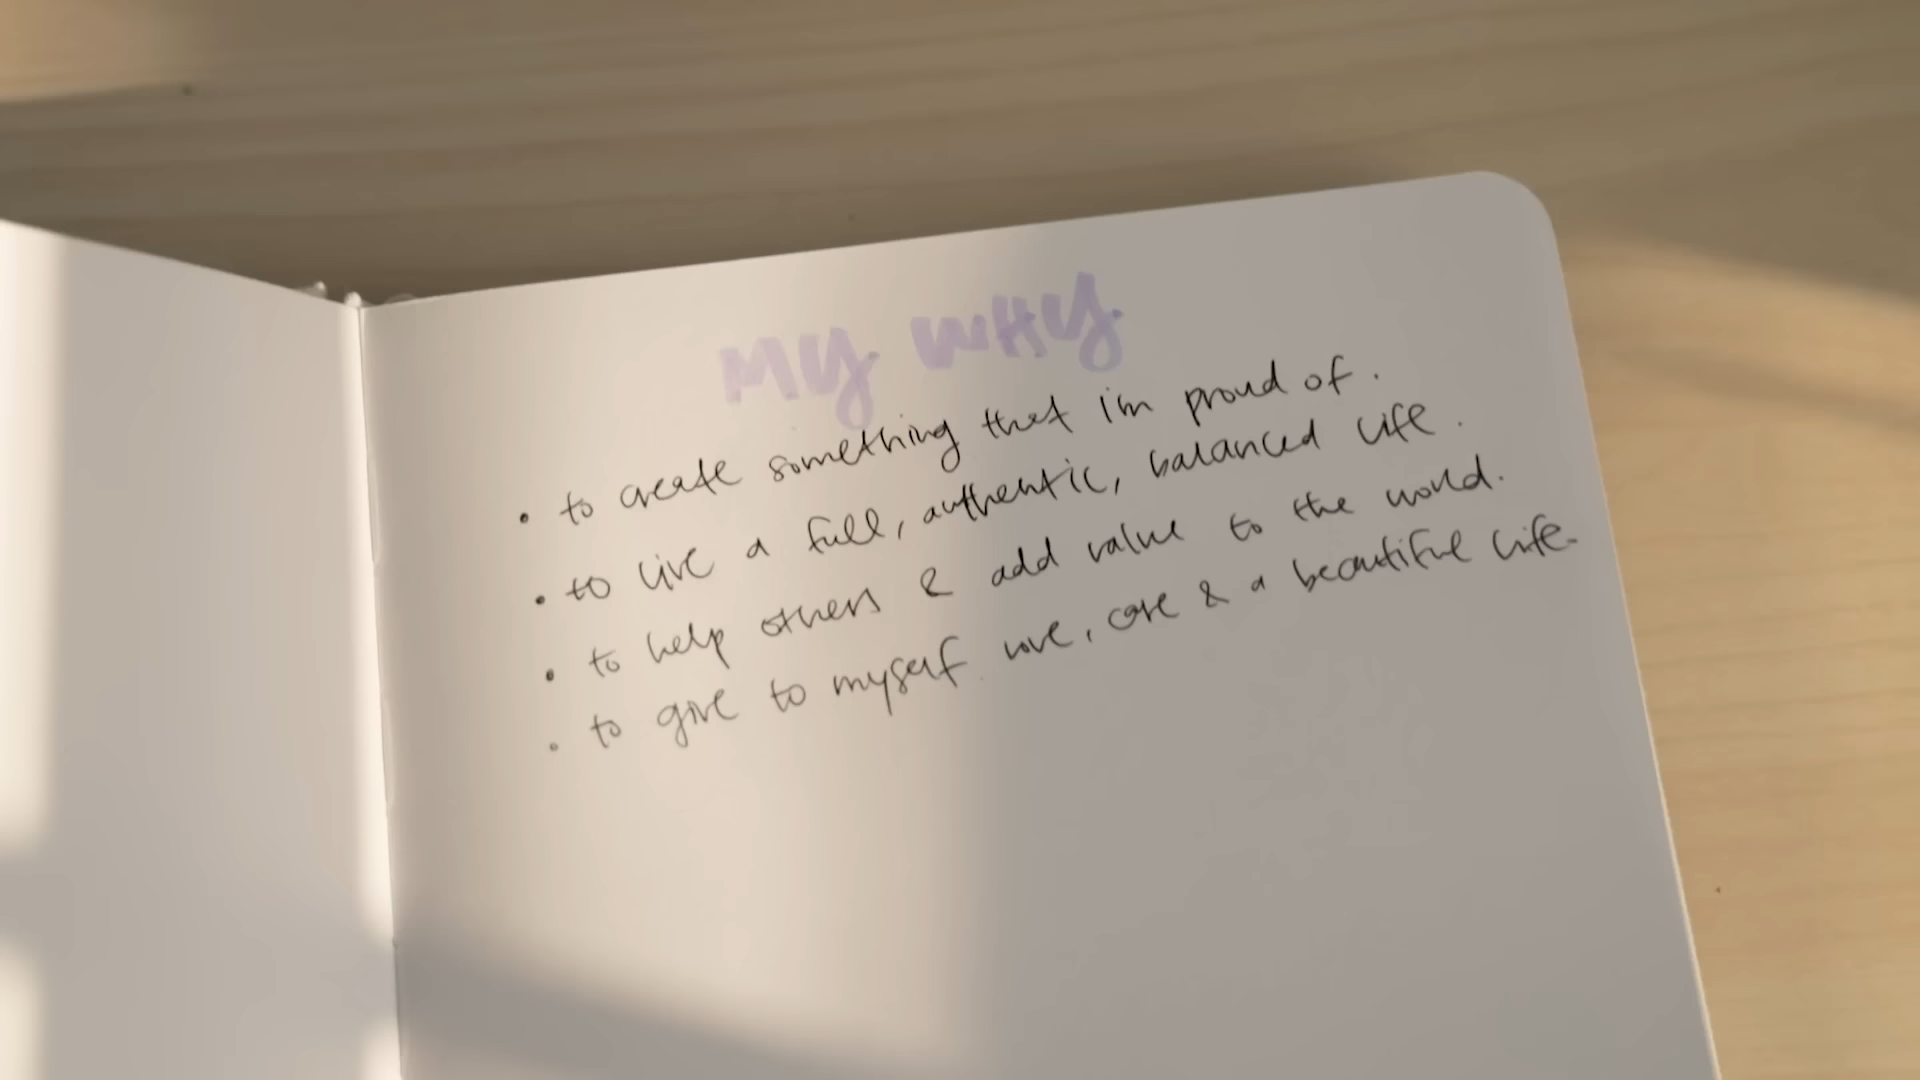 MY WHY
• to create something that i'm proud of.
• to live a full, authentic, balanced life.
• to help others & add value to the world.
• to give to myself love, care & a beautiful life.